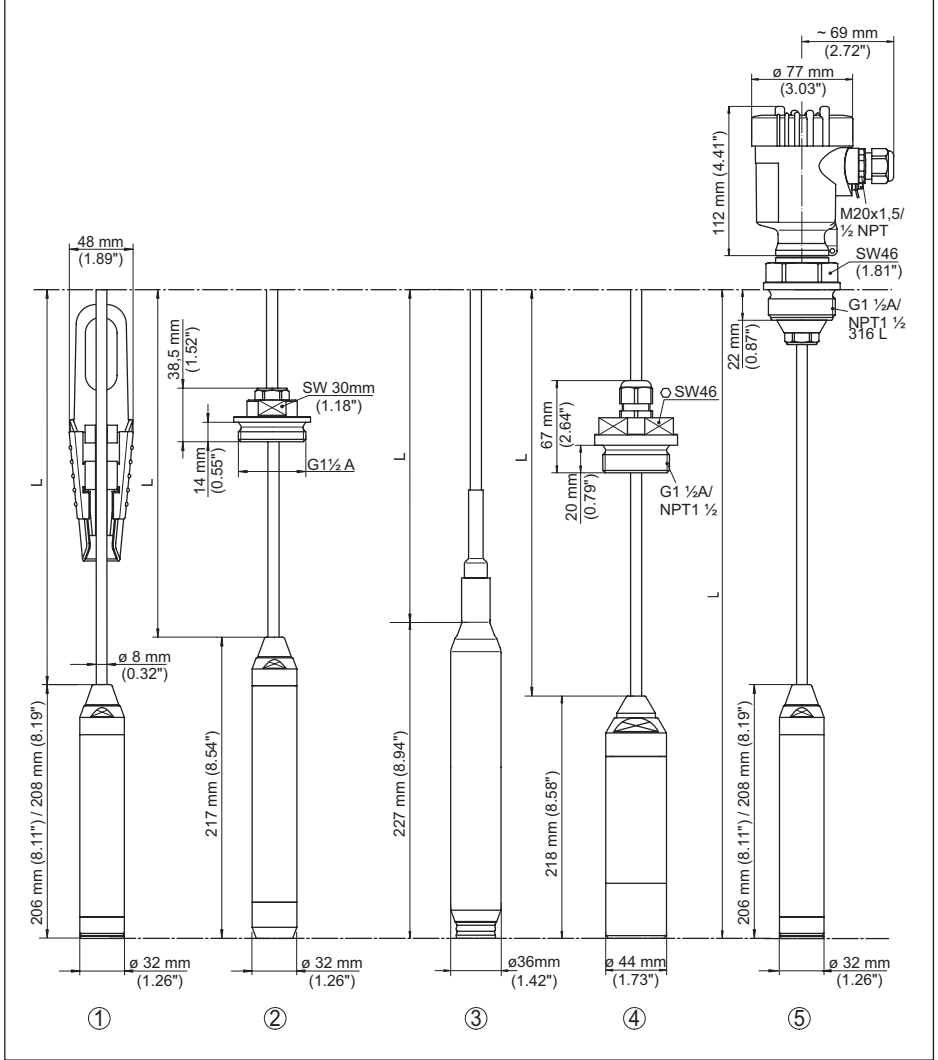 ~ 69 mm
(2.72")
ø 77 mm
(3.03")
112 mm (4.41")
M20x1,5/
½ NPT
48 mm
(1.89")
SW46
(1.81")
G1 ½A/
NPT1 ½
316 L
22 mm
(0.87")
38,5 mm
(1.52")
SW 30mm
(1.18")
14 mm
(0.55")
G1½ A
67 mm
(2.64")
SW46
20 mm
(0.79")
G1 ½A/
NPT1 ½
L
L
L
L
L
ø 8 mm
(0.32")
206 mm (8.11") / 208 mm (8.19")
217 mm (8.54")
227 mm (8.94")
218 mm (8.58")
206 mm (8.11") / 208 mm (8.19")
ø 32 mm
(1.26")
ø 32 mm
(1.26")
ø36mm
(1.42")
ø 44 mm
(1.73")
ø 32 mm
(1.26")
① ② ③ ④ ⑤